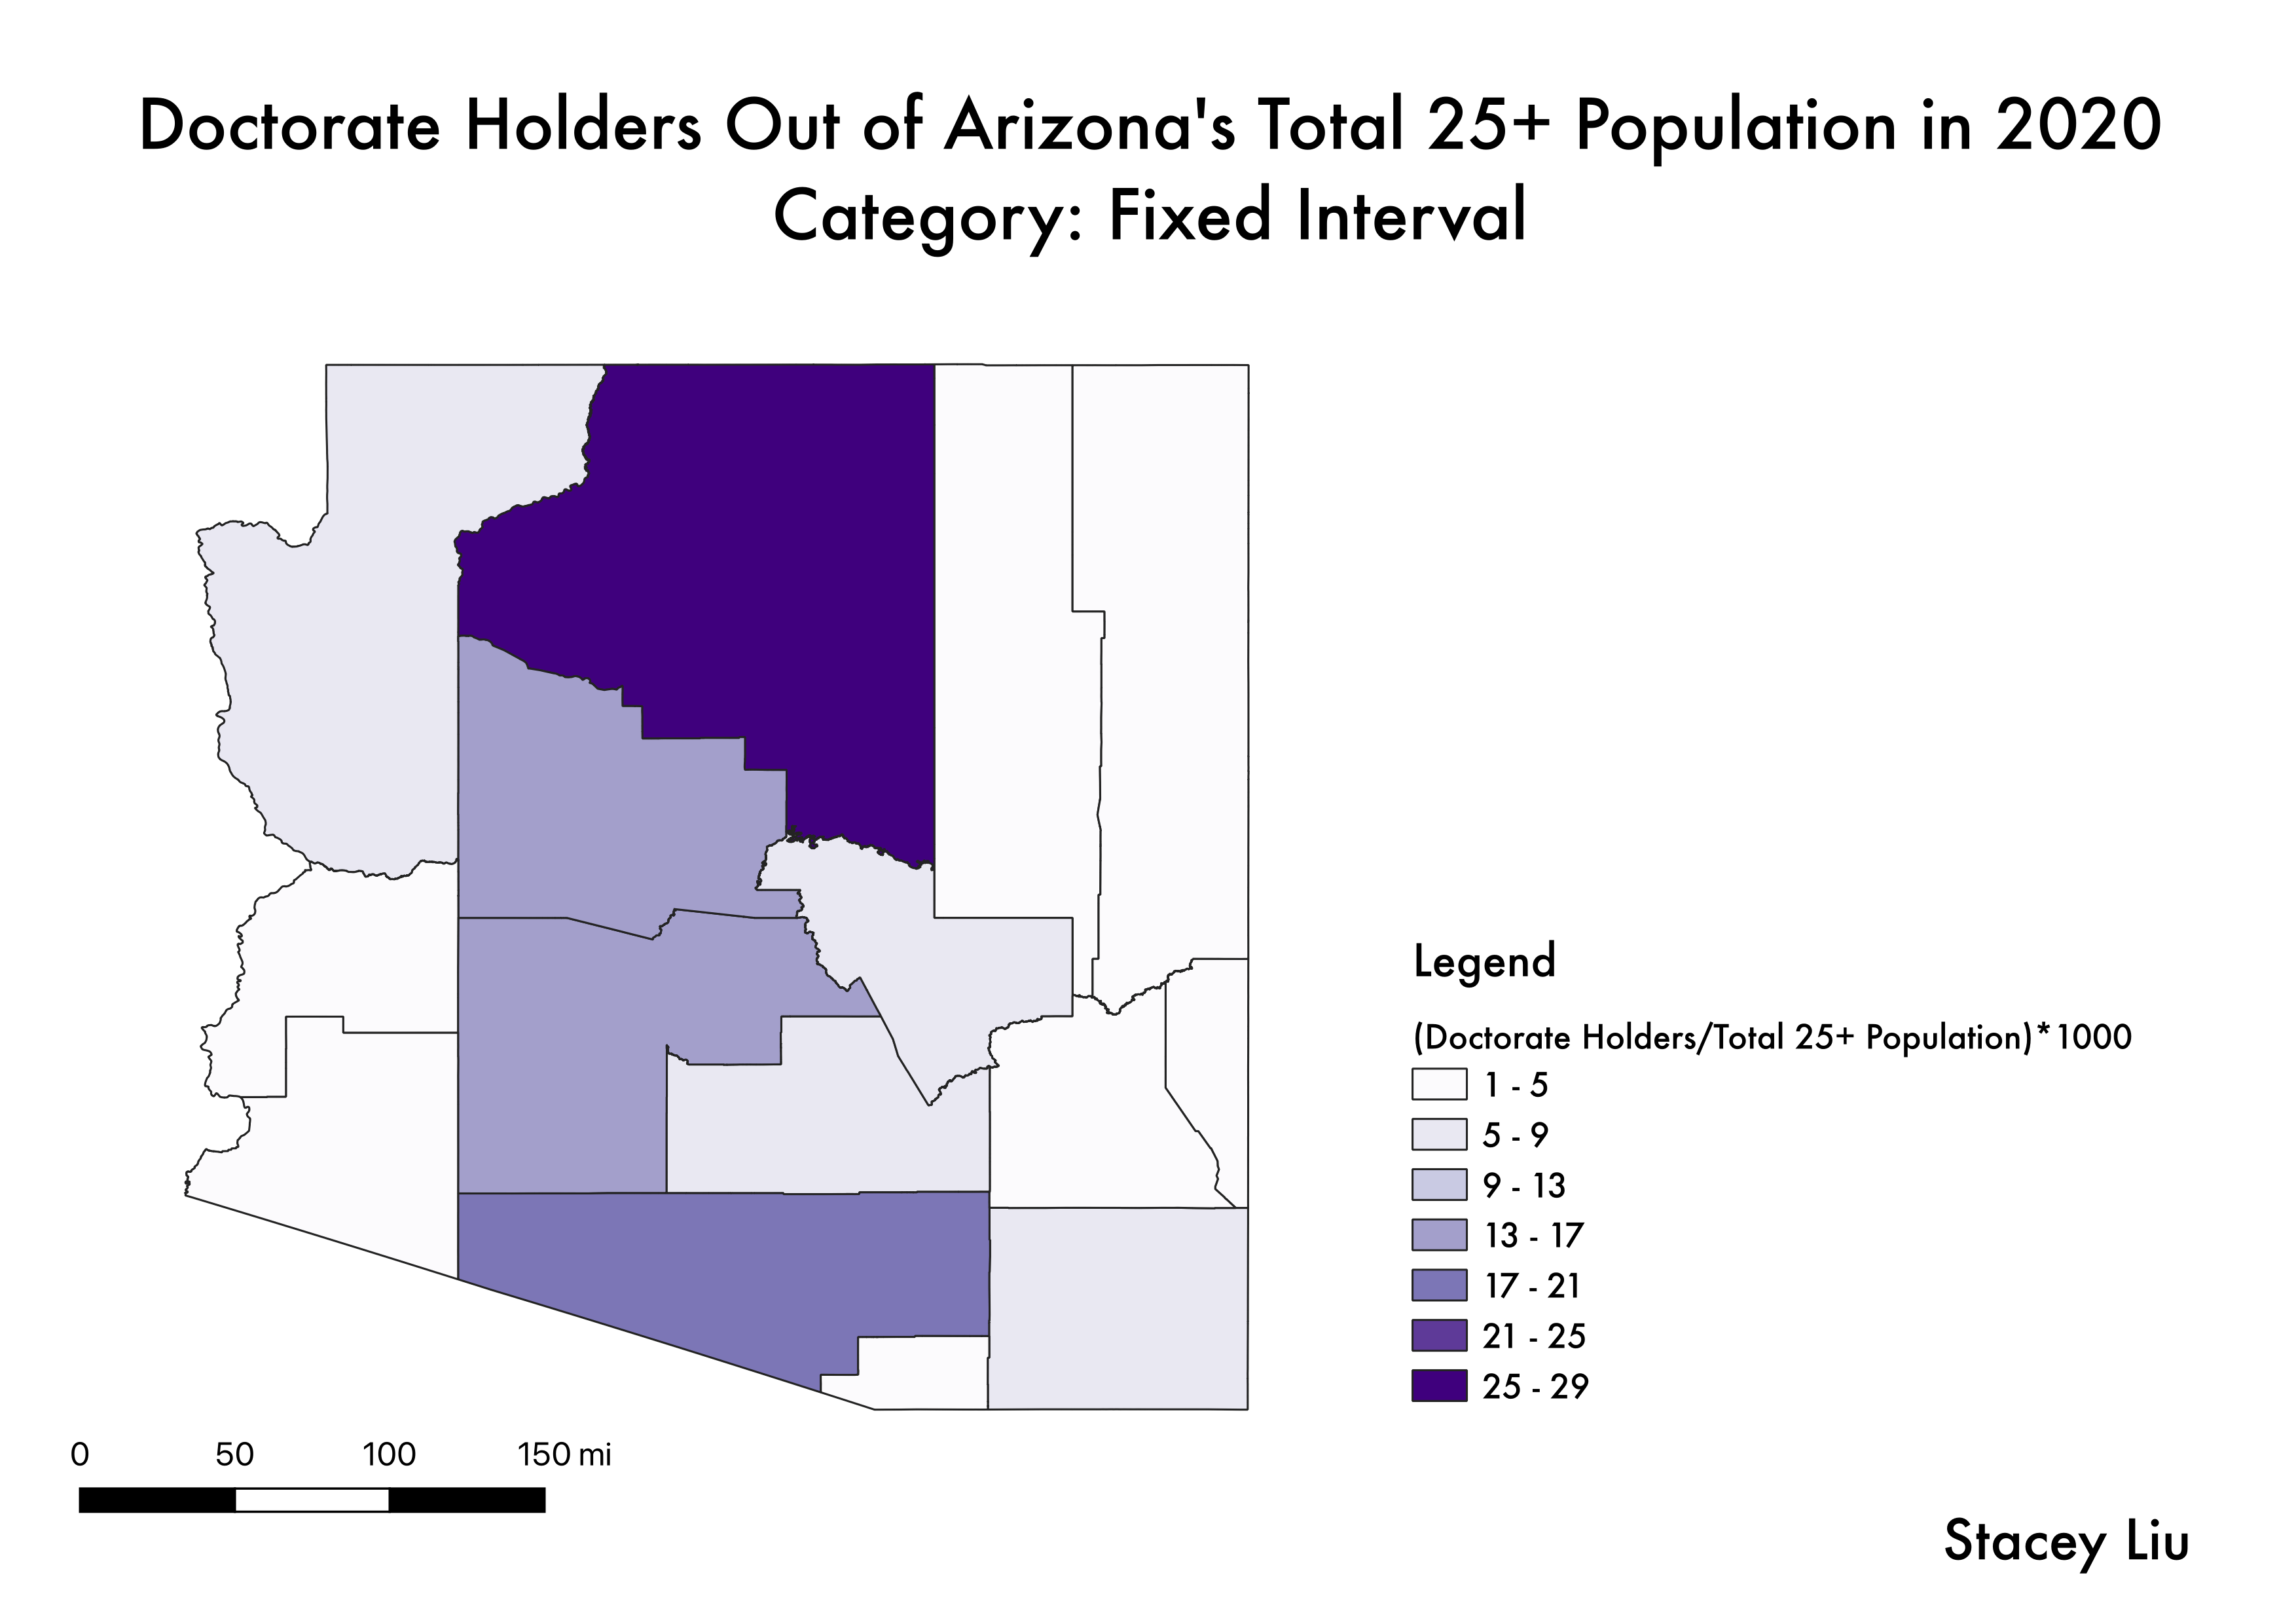 Doctorate Holders Out of Arizona's Total 25+ Population in 2020
Category: Fixed Interval
Legend
(Doctorate Holders/Total 25+ Population)*1000
1 - 5
5 - 9
9 - 13
13 - 17
17 - 21
21 - 25
25 - 29
0 50 100 150 mi
Stacey Liu